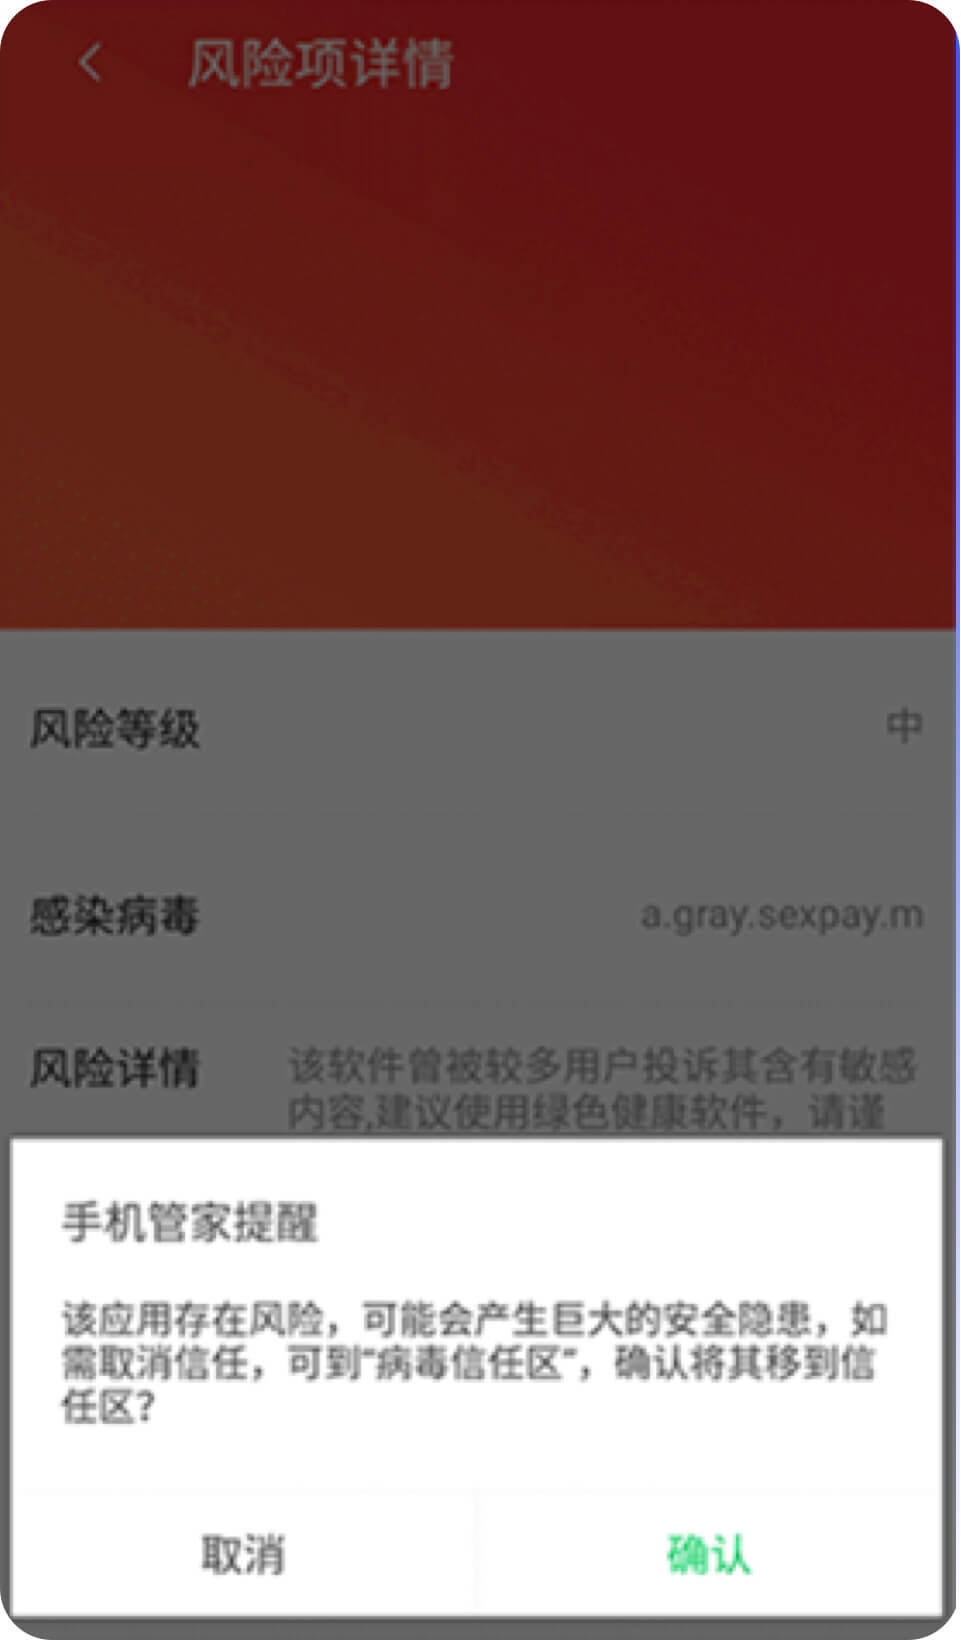 风险项详情
风险等级 中
感染病毒 a.gray.sexpay.m
风险详情 该软件曾被较多用户投诉其含有敏感
内容,建议使用绿色健康软件，请谨
手机管家提醒
该应用存在风险，可能会产生巨大的安全隐患，如
需取消信任，可到“病毒信任区”，确认将其移到信
任区？
取消 确认